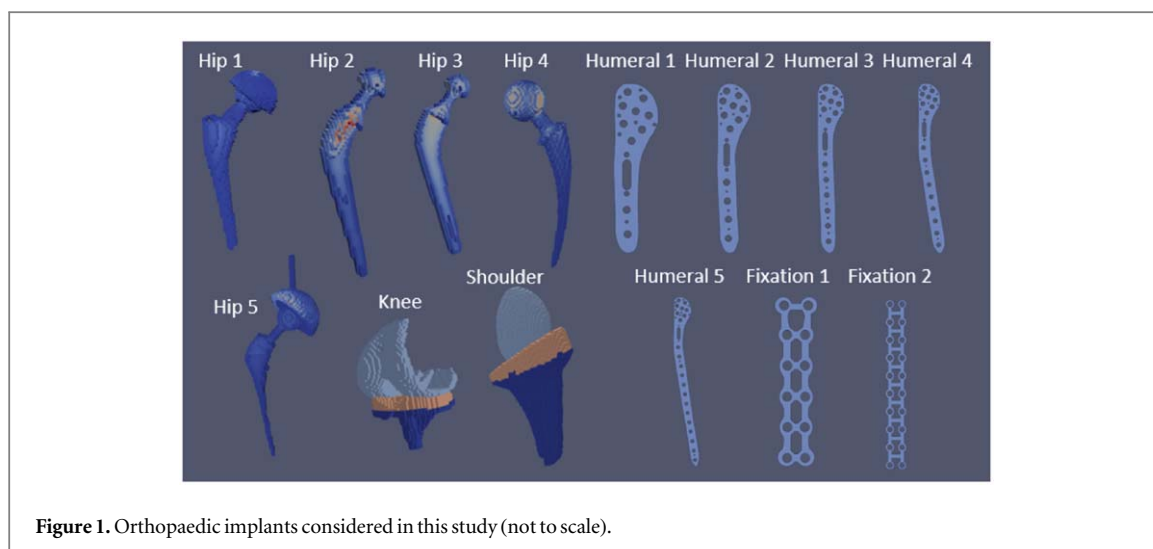 Hip 1 Hip 2 Hip 3 Hip 4 Humeral 1 Humeral 2 Humeral 3 Humeral 4
Hip 5 Knee Shoulder Humeral 5 Fixation 1 Fixation 2
Figure 1. Orthopaedic implants considered in this study (not to scale).